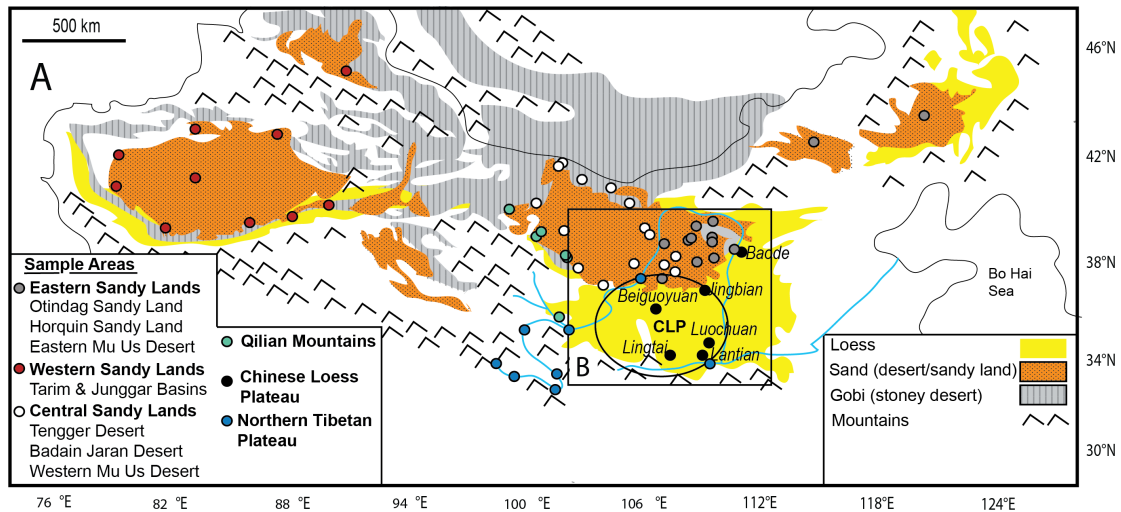 500 km
A
46°N
42°N
38°N
34°N
30°N
Baode
Jingbian
Beiguoyuan
CLP
Luochuan
Lingtai
Lantian
B
Bo Hai
Sea
Sample Areas
Eastern Sandy Lands
Otindag Sandy Land
Horquin Sandy Land
Eastern Mu Us Desert
Western Sandy Lands
Tarim & Junggar Basins
Central Sandy Lands
Tengger Desert
Badain Jaran Desert
Western Mu Us Desert
Qilian Mountains
Chinese Loess
Plateau
Northern Tibetan
Plateau
Loess
Sand (desert/sandy land)
Gobi (stoney desert)
Mountains
76 °E 82 °E 88 °E 94 °E 100 °E 106 °E 112°E 118°E 124°E